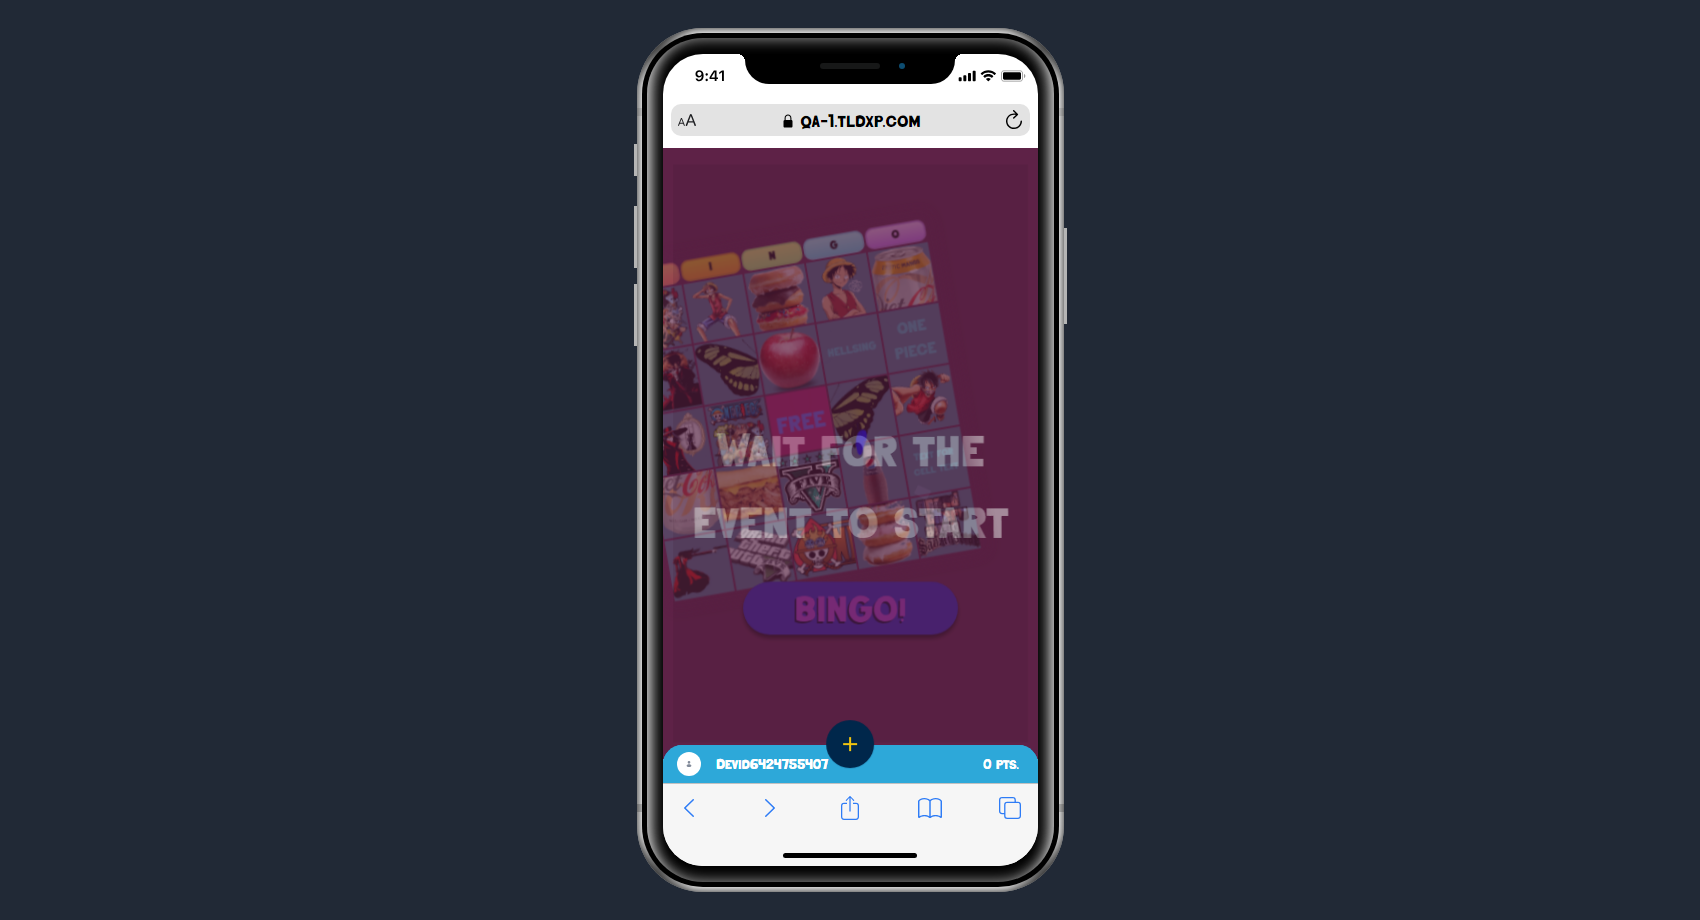 9:41
AA
QA-1.TLDXP.COM
I N G O
HELLSING
ONE
PIECE
FREE
WAIT FOR THE
FIVE
EVENT TO START
BINGO!
DEVID6424755407
0 PTS.